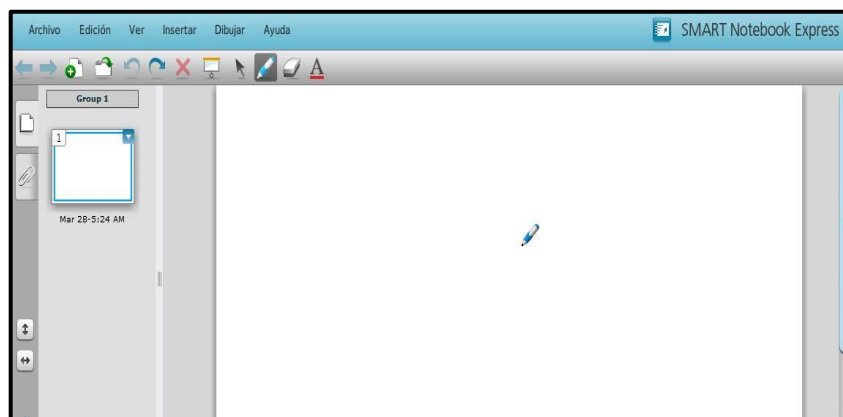 Archivo Edición Ver Insertar Dibujar Ayuda SMART Notebook Express
A
Group 1
1
Mar 28-5:24 AM